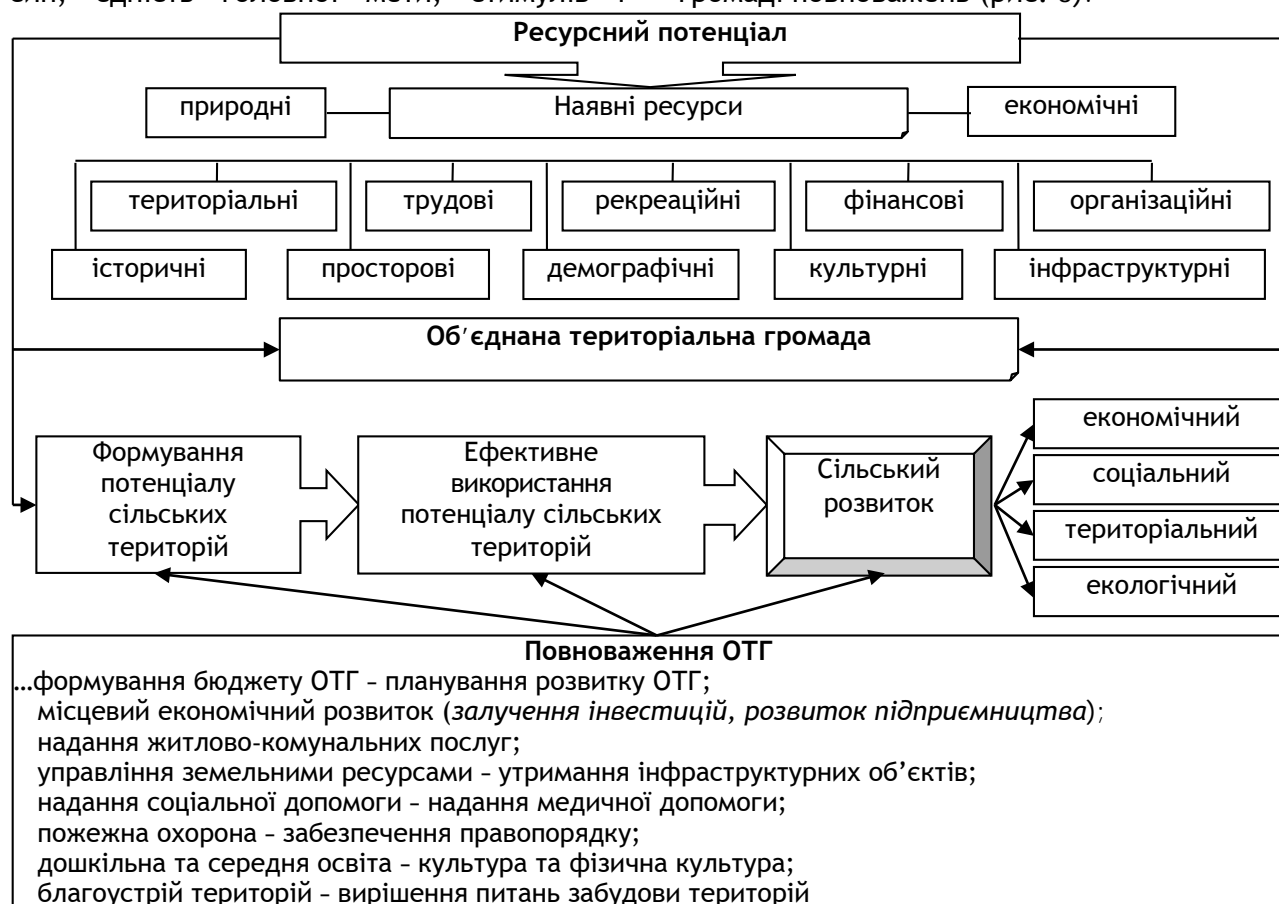 Ресурсний потенціал
природні
Наявні ресурси
економічні
територіальні
трудові
рекреаційні
фінансові
організаційні
історичні
просторові
демографічні
культурні
інфраструктурні
Об′єднана територіальна громада
Формування
потенціалу
сільських
територій
Ефективне
використання
потенціалу сільських
територій
Сільський
розвиток
економічний
соціальний
територіальний
екологічний
Повноваження ОТГ
…формування бюджету ОТГ – планування розвитку ОТГ;
місцевий економічний розвиток (залучення інвестицій, розвиток підприємництва);
надання житлово-комунальних послуг;
управління земельними ресурсами – утримання інфраструктурних об’єктів;
надання соціальної допомоги – надання медичної допомоги;
пожежна охорона – забезпечення правопорядку;
дошкільна та середня освіта – культура та фізична культура;
благоустрій територій – вирішення питань забудови територій